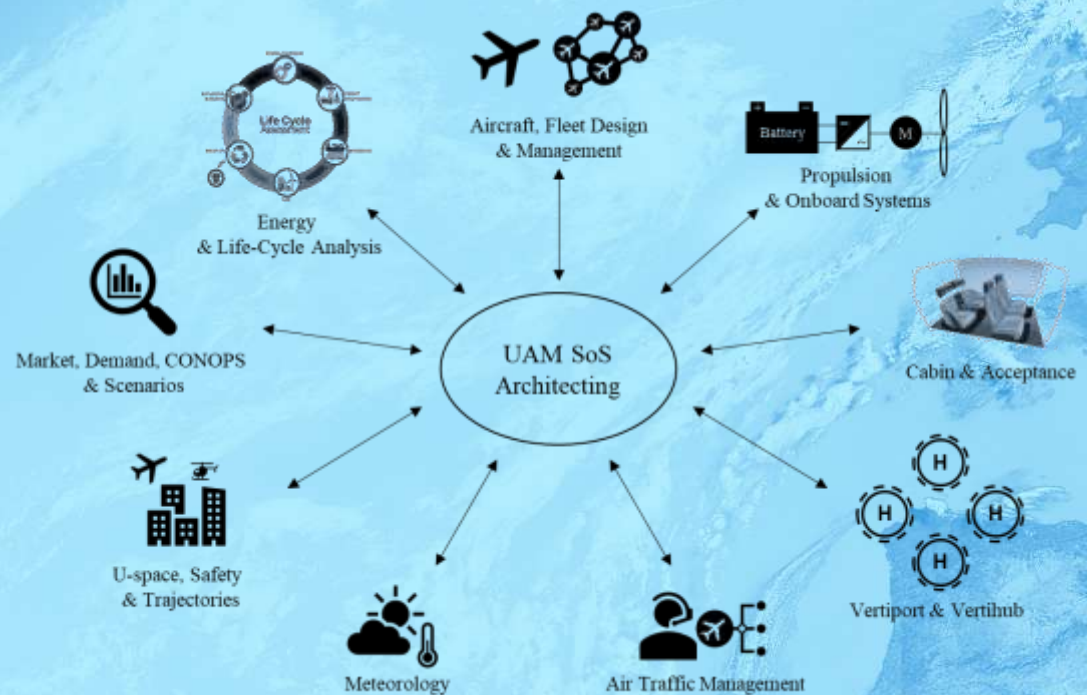 Aircraft, Fleet Design
& Management
Life Cycle
Assessment
Energy
& Life-Cycle Analysis
Battery
M
Propulsion
& Onboard Systems
Market, Demand, CONOPS
& Scenarios
UAM SoS
Architecting
Cabin & Acceptance
U-space, Safety
& Trajectories
H
H
H
H
Vertiport & Vertihub
Meteorology
Air Traffic Management